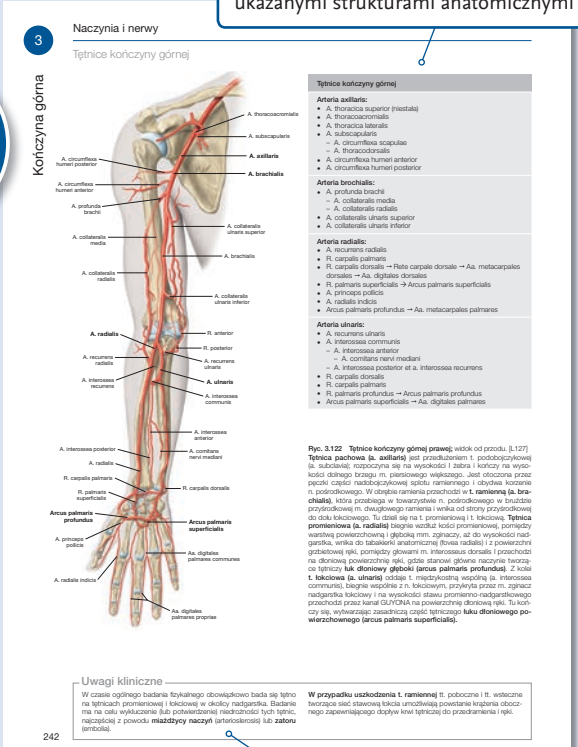 ukazanymi strukturami anatomicznymi
3
Naczynia i nerwy
Tętnice kończyny górnej
Kończyna górna
A. thoracoacromialis
A. subscapularis
A. axillaris
A. brachialis
A. circumflexa
humeri posterior
A. circumflexa
humeri anterior
A. profunda
brachii
A. collateralis
media
A. collateralis
ulnaris superior
A. brachialis
A. collateralis
radialis
A. collateralis
ulnaris inferior
A. radialis
R. anterior
R. posterior
A. recurrens
radialis
A. recurrens
ulnaris
A. ulnaris
A. interossea
recurrens
A. interossea
communis
A. interossea
anterior
A. interossea posterior
A. comitans
nervi mediani
A. radialis
R. carpalis palmaris
R. carpalis dorsalis
R. palmaris
superficialis
Arcus palmaris
profundus
Arcus palmaris
superficialis
A. princeps
pollicis
Aa. digitales
palmares communes
A. radialis indicis
Aa. digitales
palmares propriae
Tętnice kończyny górnej
Arteria axillaris:
• A. thoracica superior (niestała)
• A. thoracoacromialis
• A. thoracica lateralis
• A. subscapularis
– A. circumflexa scapulae
– A. thoracodorsalis
• A. circumflexa humeri anterior
• A. circumflexa humeri posterior
Arteria brochialis:
• A. profunda brachii
– A. collateralis media
– A. collateralis radialis
• A. collateralis ulnaris superior
• A. collateralis ulnaris inferior
Arteria radialis:
• A. recurrens radialis
• R. carpalis palmaris
• R. carpalis dorsalis → Rete carpale dorsale → Aa. metacarpales
dorsales → Aa. digitales dorsales
• R. palmaris superficialis → Arcus palmaris superficialis
• A. princeps pollicis
• A. radialis indicis
• Arcus palmaris profundus → Aa. metacarpales palmares
Arteria ulnaris:
• A. recurrens ulnaris
• A. interossea communis
– A. interossea anterior
– A. comitans nervi mediani
– A. interossea posterior et a. interossea recurrens
• R. carpalis dorsalis
• R. carpalis palmaris
• R. palmaris profundus → Arcus palmaris profundus
• Arcus palmaris superficialis → Aa. digitales palmares
Ryc. 3.122 Tętnice kończyny górnej prawej; widok od przodu. [L127]
Tętnica pachowa (a. axillaris) jest przedłużeniem t. podobojczykowej
(a. subclavia); rozpoczyna się na wysokości I żebra i kończy na wyso-
kości dolnego brzegu m. piersiowego większego. Jest otoczona przez
pęczki części nadobojczykowej splotu ramiennego i obydwa korzenie
n. pośrodkowego. W obrębie ramienia przechodzi w t. ramienną (a. bra-
chialis), która przebiega w towarzystwie n. pośrodkowego w bruździe
przyśrodkowej m. dwugłowego ramienia i wnika od strony przyśrodkowej
do dołu łokciowego. Tu dzieli się na t. promieniową i t. łokciową. Tętnica
promieniowa (a. radialis) biegnie wzdłuż kości promieniowej, pomiędzy
warstwą powierzchowną i głęboką mm. zginaczy, aż do wysokości nad-
garstka, wnika do tabakierki anatomicznej (fovea radialis) i z powierzchni
grzbietowej ręki, pomiędzy głowami m. interosseus dorsalis I przechodzi
na dłoniową powierzchnię ręki, gdzie stanowi główne naczynie tworzą-
ce tętniczy łuk dłoniowy głęboki (arcus palmaris profundus). Z kolei
t. łokciowa (a. ulnaris) oddaje t. międzykostną wspólną (a. interossea
communis), biegnie wspólnie z n. łokciowym, przykryta przez m. zginacz
nadgarstka łokciowy i na wysokości stawu promienno-nadgarstkowego
przechodzi przez kanał GUYONA na powierzchnię dłoniową ręki. Tu koń-
czy się, wytwarzając zasadniczą część tętniczego łuku dłoniowego po-
wierzchownego (arcus palmaris superficialis).
Uwagi kliniczne
W czasie ogólnego badania fizykalnego obowiązkowo bada się tętno
na tętnicach promieniowej i łokciowej w okolicy nadgarstka. Badanie
ma na celu wykluczenie (lub potwierdzenie) niedrożności tych tętnic,
najczęściej z powodu miażdżycy naczyń (arteriosclerosis) lub zatoru
(embolia).
W przypadku uszkodzenia t. ramiennej tt. poboczne i tt. wsteczne
tworzące sieć stawową łokcia umożliwiają powstanie krążenia obocz-
nego zapewniającego dopływ krwi tętniczej do przedramienia i ręki.
242